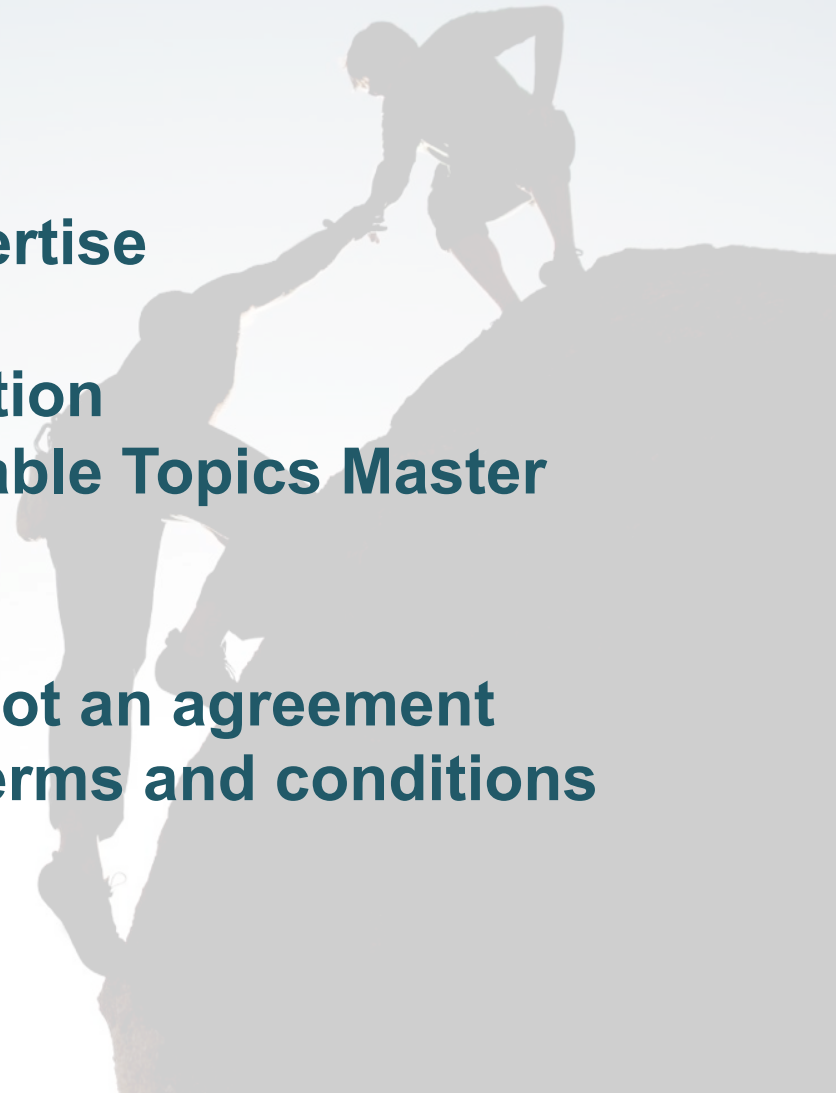 ertise
tion
able Topics Master
ot an agreement
erms and conditions